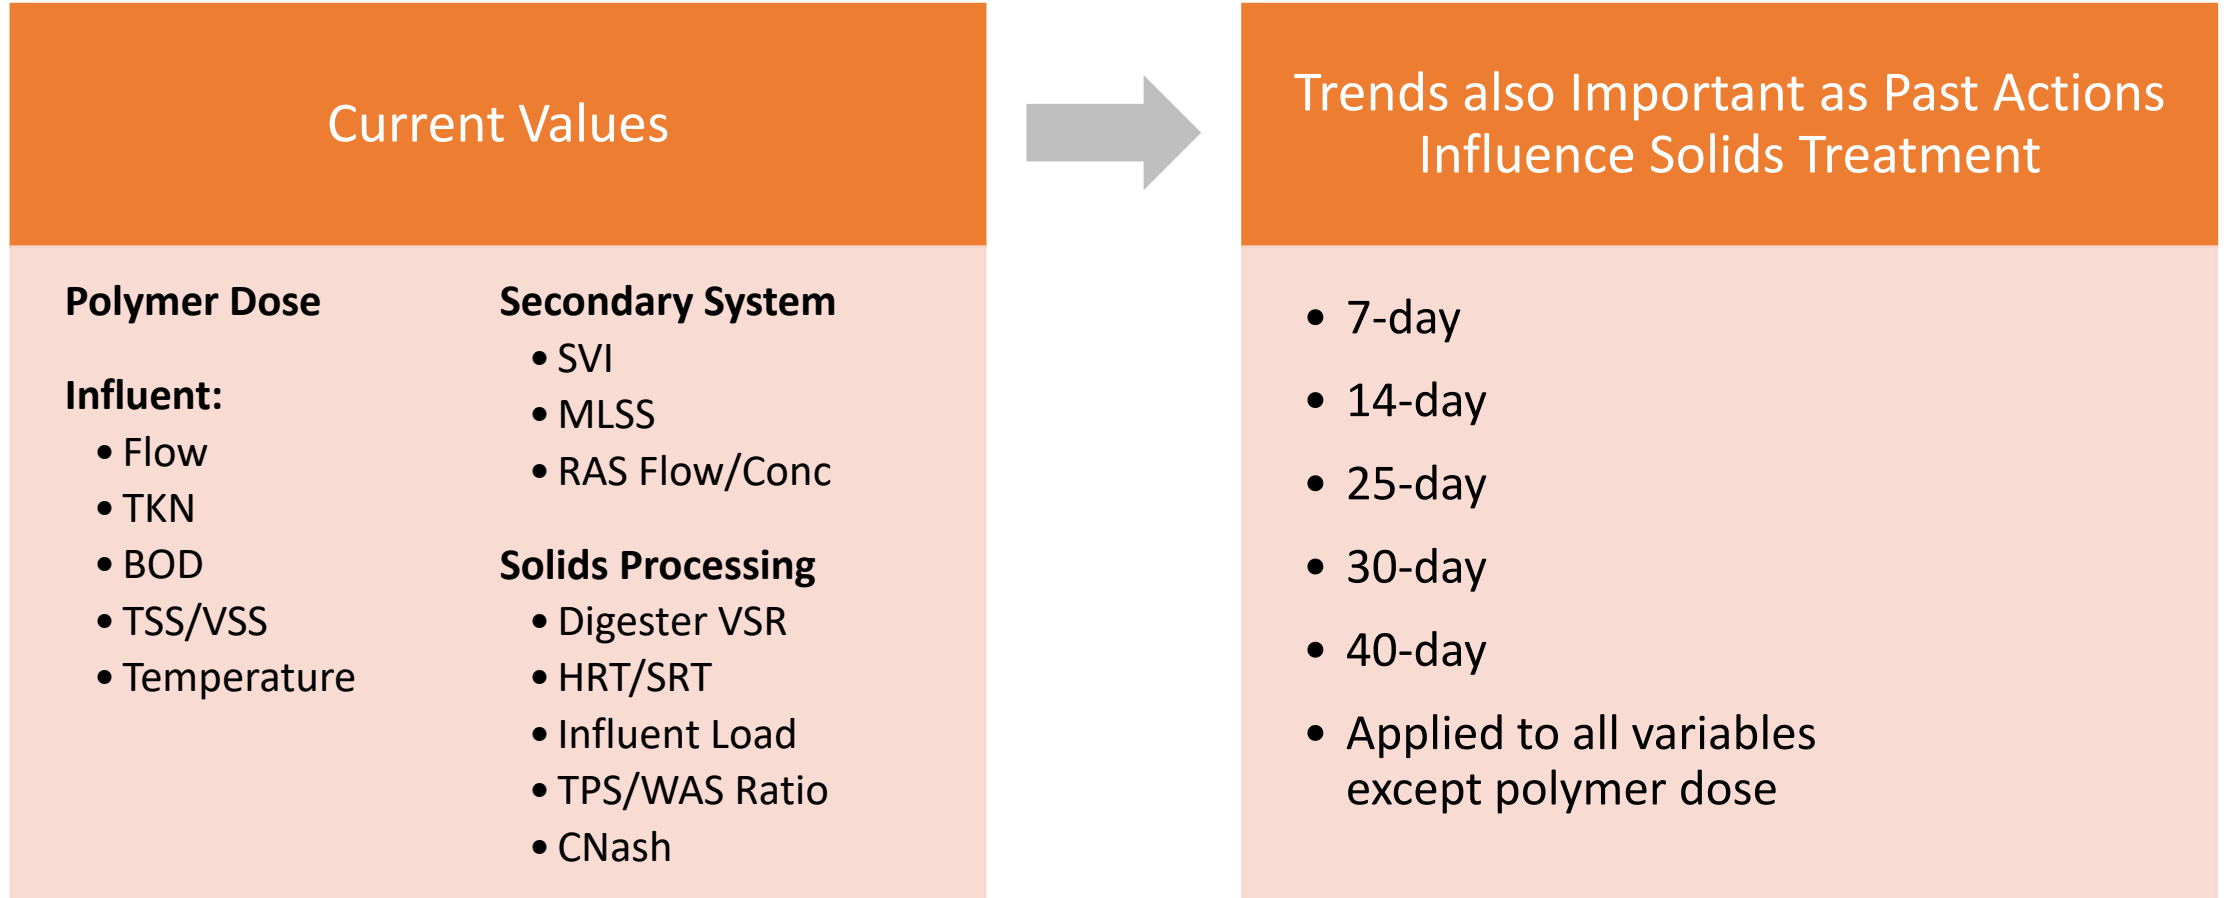 Current Values
Polymer Dose
Influent:
• Flow
• TKN
• BOD
• TSS/VSS
• Temperature
Secondary System
• SVI
• MLSS
• RAS Flow/Conc
Solids Processing
• Digester VSR
• HRT/SRT
• Influent Load
• TPS/WAS Ratio
• CNash
Trends also Important as Past Actions
Influence Solids Treatment
• 7-day
• 14-day
• 25-day
• 30-day
• 40-day
• Applied to all variables
except polymer dose